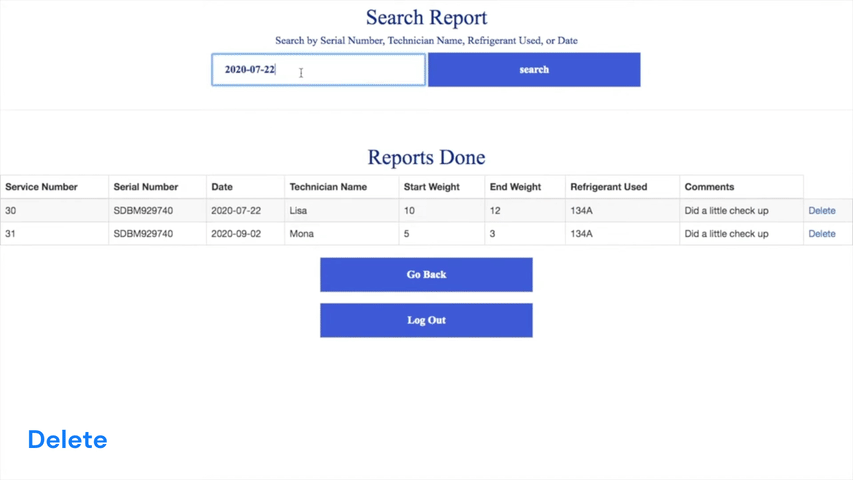 Search Report
Search by Serial Number, Technician Name, Refrigerant Used, or Date
2020-07-22 search
Reports Done
Service Number Serial Number Date Technician Name Start Weight End Weight Refrigerant Used Comments
30 SDBM929740 2020-07-22 Lisa 10 12 134A Did a little check up Delete
31 SDBM929740 2020-09-02 Mona 5 3 134A Did a little check up Delete
Go Back
Log Out
Delete